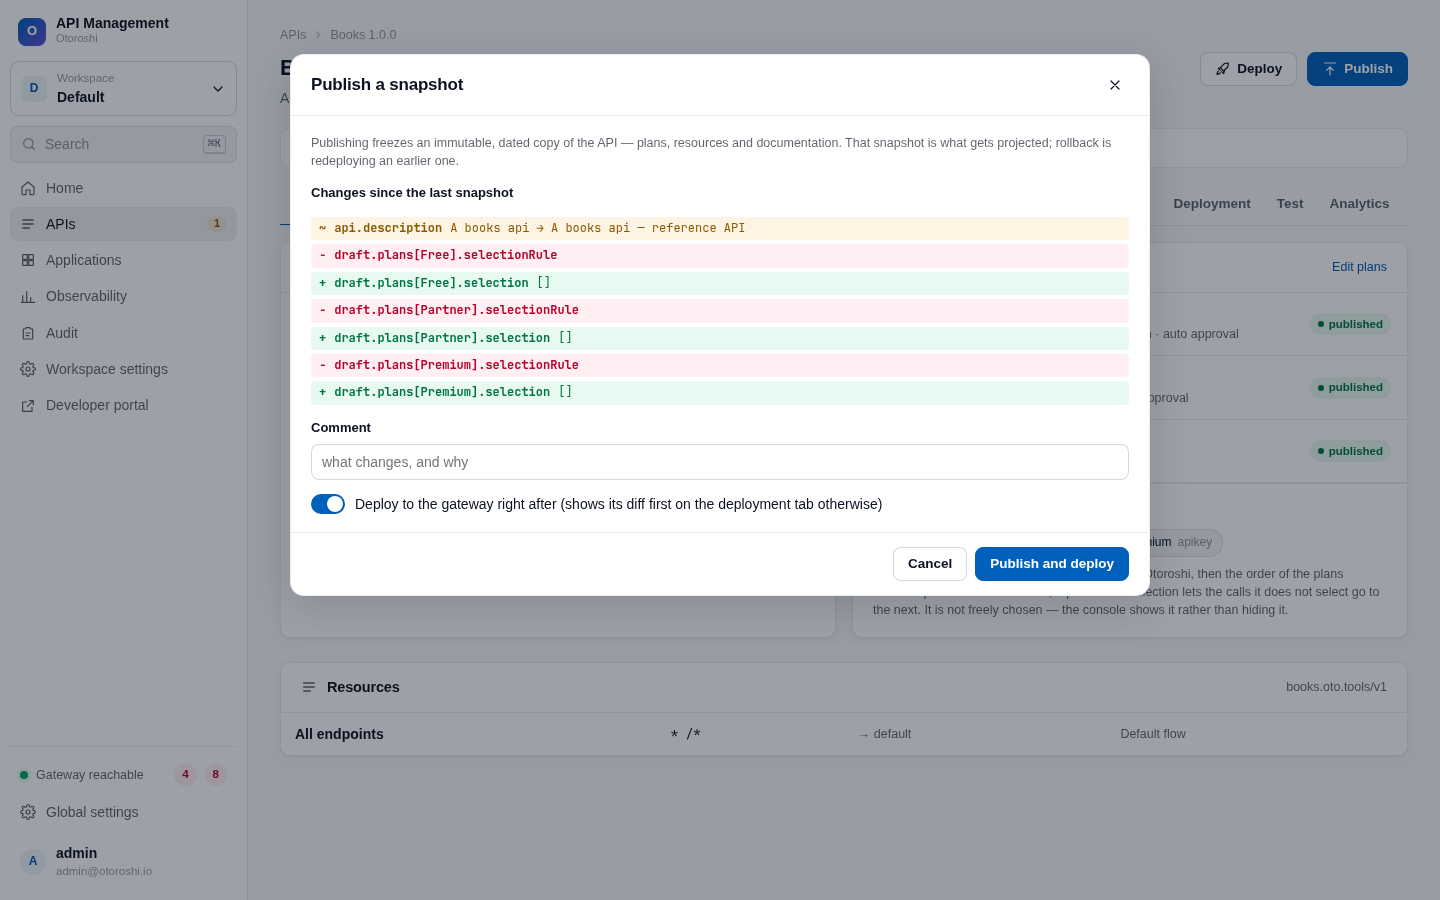 O
API Management
Otoroshi
D
Workspace
Default
Search
⌘K
Home
APIs
1
Applications
Observability
Audit
Workspace settings
Developer portal
Gateway reachable
4
8
Global settings
A
admin
admin@otoroshi.io
APIs
Books 1.0.0
Deploy
Publish
Deployment
Test
Analytics
Edit plans
· auto approval
published
published
published
apikey
Otoroshi, then the order of the plans
lets the calls it does not select go to
the next. It is not freely chosen — the console shows it rather than hiding it.
Publish a snapshot
Publishing freezes an immutable, dated copy of the API — plans, resources and documentation. That snapshot is what gets projected; rollback is
redeploying an earlier one.
Changes since the last snapshot
~ api.description A books api → A books api — reference API
- draft.plans[Free].selectionRule
+ draft.plans[Free].selection []
- draft.plans[Partner].selectionRule
+ draft.plans[Partner].selection []
- draft.plans[Premium].selectionRule
+ draft.plans[Premium].selection []
Comment
what changes, and why
Deploy to the gateway right after (shows its diff first on the deployment tab otherwise)
Cancel
Publish and deploy
Resources
books.oto.tools/v1
All endpoints
* /*
→ default
Default flow